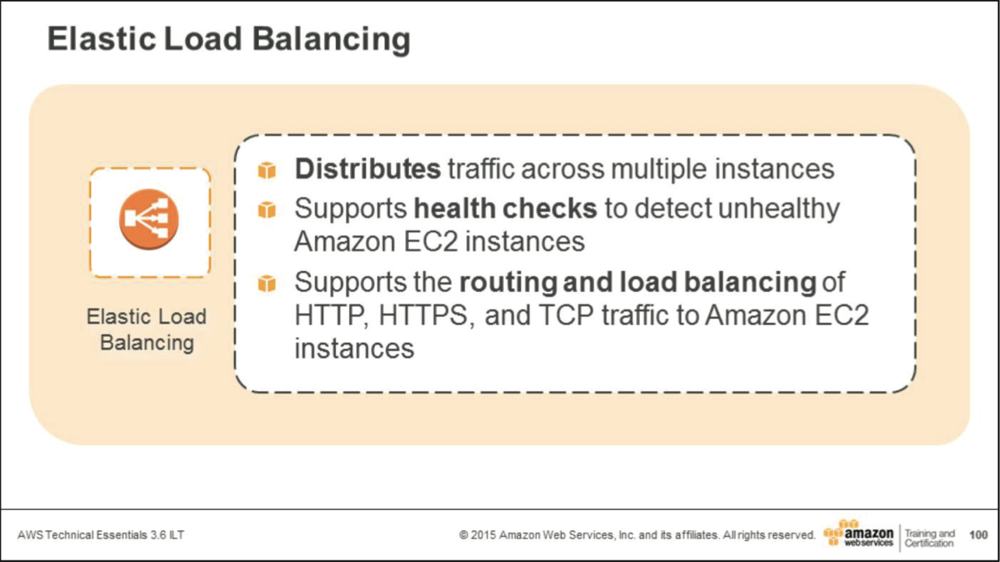 Elastic Load Balancing
Distributes traffic across multiple instances
Supports health checks to detect unhealthy
Amazon EC2 instances
Supports the routing and load balancing of
HTTP, HTTPS, and TCP traffic to Amazon EC2
instances
Elastic Load
Balancing
AWS Technical Essentials 3.6 ILT
© 2015 Amazon Web Services, Inc. and its affiliates. All rights reserved.
amazon
webservices
Training and
Certification
100